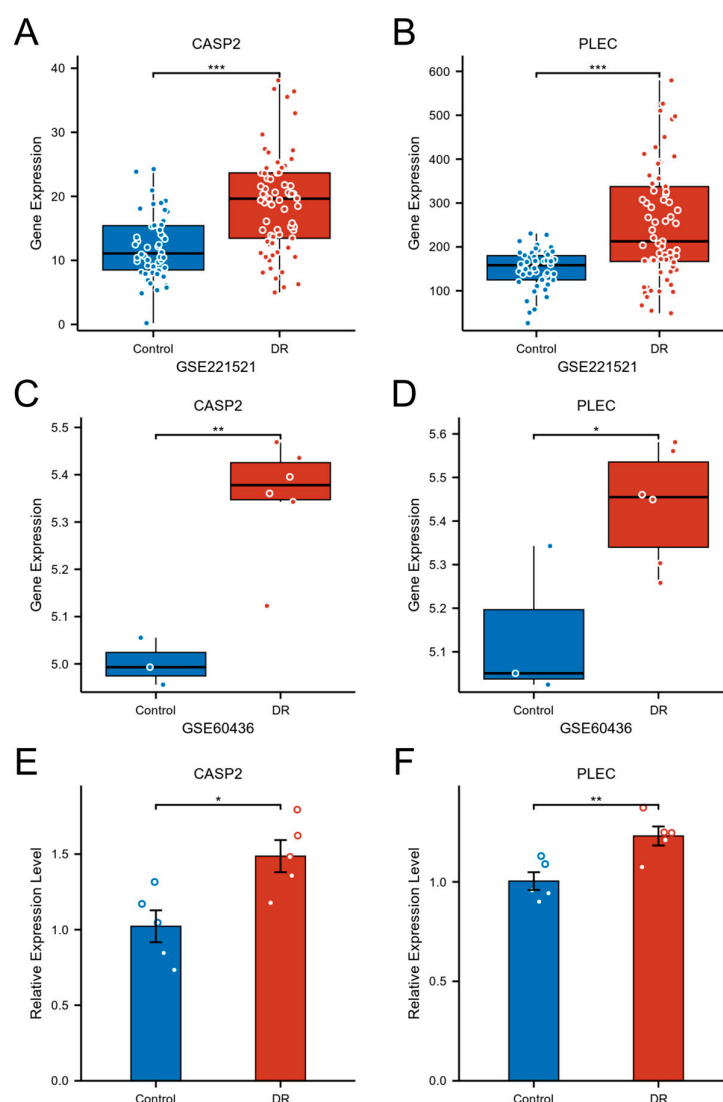 A
B
CASP2
PLEC
***
***
Gene Expression
40
30
20
10
0
Gene Expression
600
500
400
300
200
100
Control
DR
Control
DR
GSE221521
GSE221521
C
D
CASP2
PLEC
**
*
Gene Expression
5.5
5.4
5.3
5.2
5.1
5.0
Gene Expression
5.6
5.5
5.4
5.3
5.2
5.1
Control
DR
Control
DR
GSE60436
GSE60436
E
F
CASP2
PLEC
*
**
Relative Expression Level
1.5
1.0
0.5
0.0
Relative Expression Level
1.0
0.5
0.0
Control
DR
Control
DR